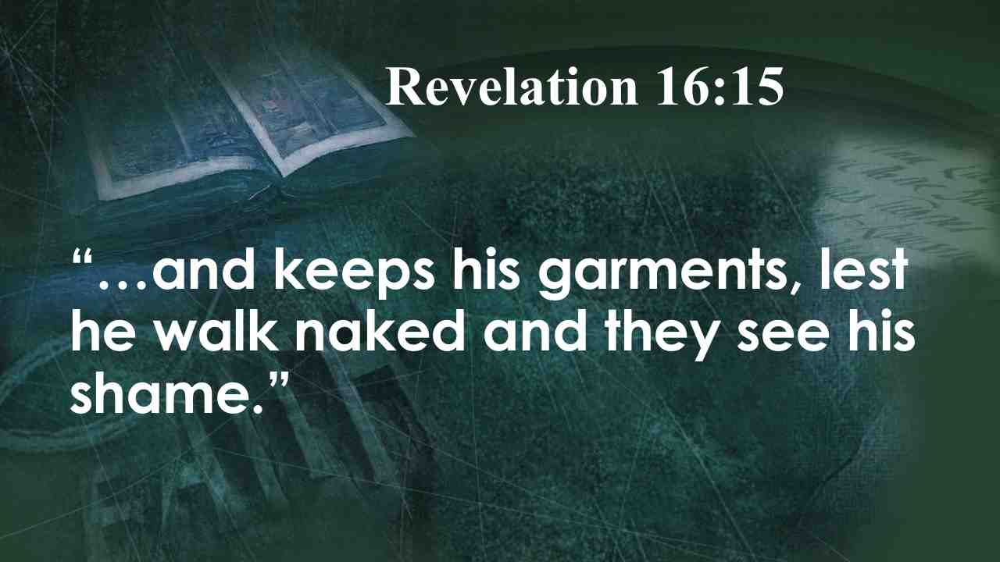 Revelation 16:15
“…and keeps his garments, lest
he walk naked and they see his
shame.”